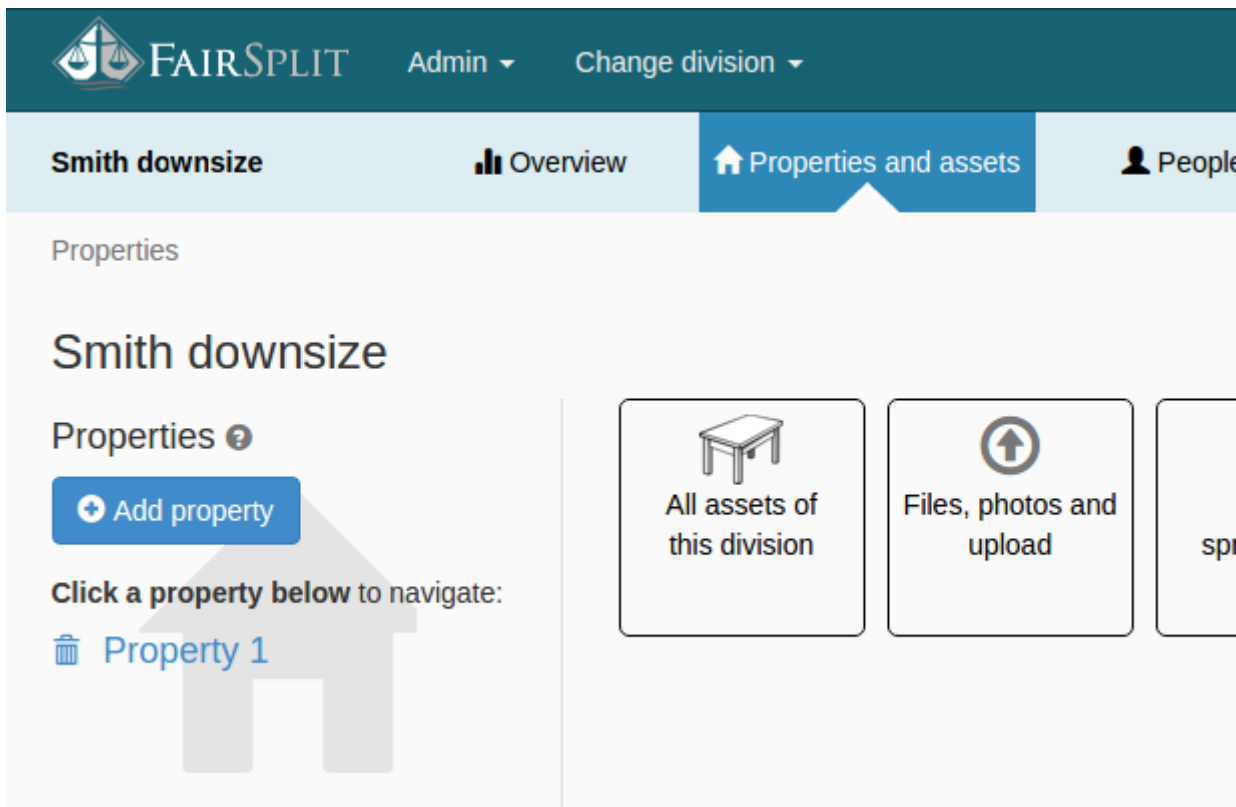 FAIRSPLIT Admin Change division
Smith downsize Overview Properties and assets People
Properties
Smith downsize
Properties
Add property
Click a property below to navigate:
Property 1
All assets of
this division
Files, photos and
upload